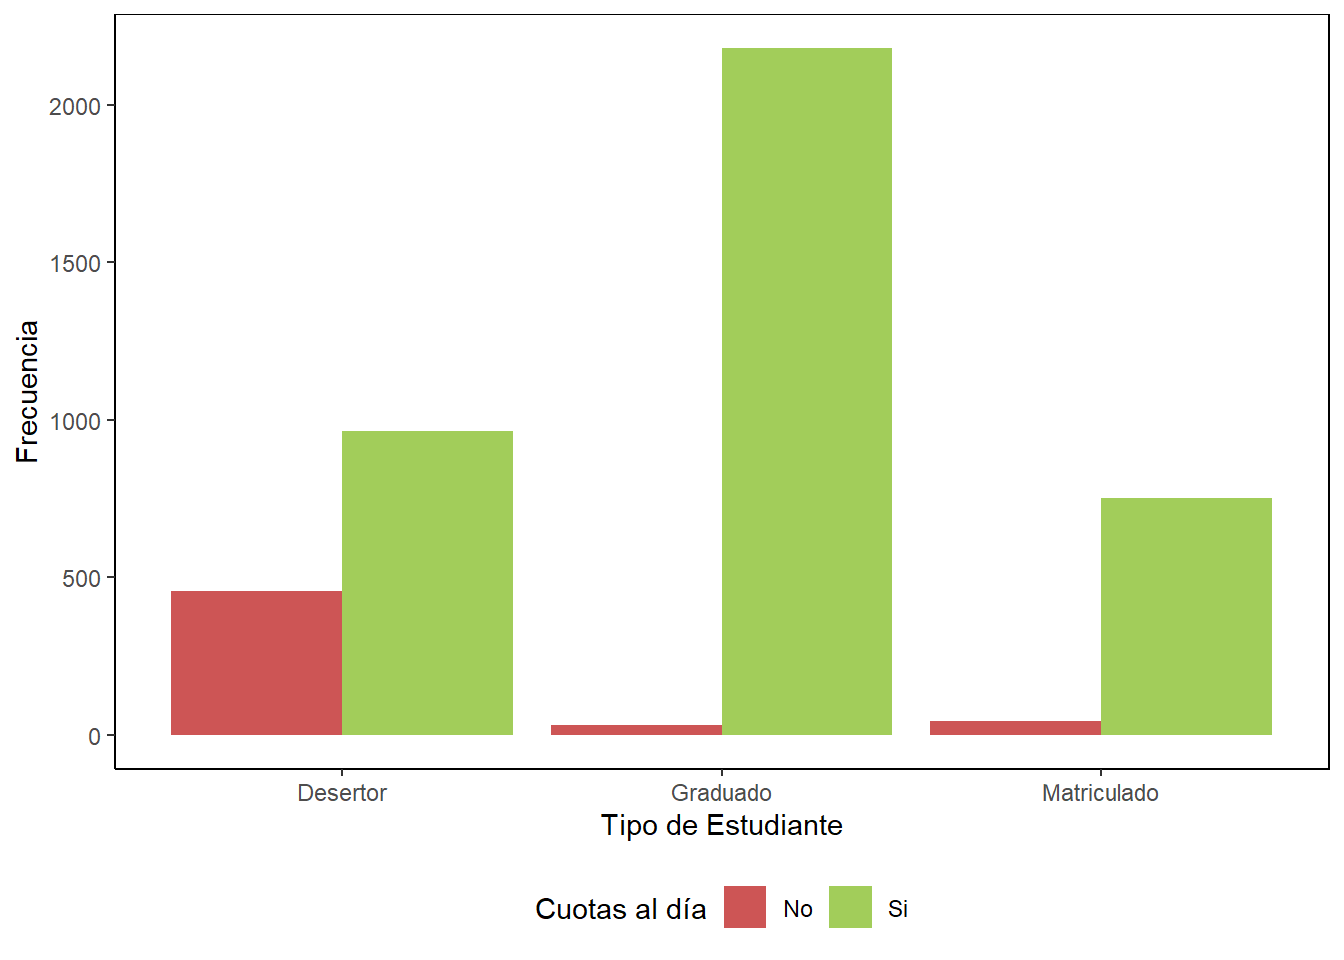 Frecuencia
2000
1500
1000
500
0
Desertor Graduado Matriculado
Tipo de Estudiante
Cuotas al día No Si